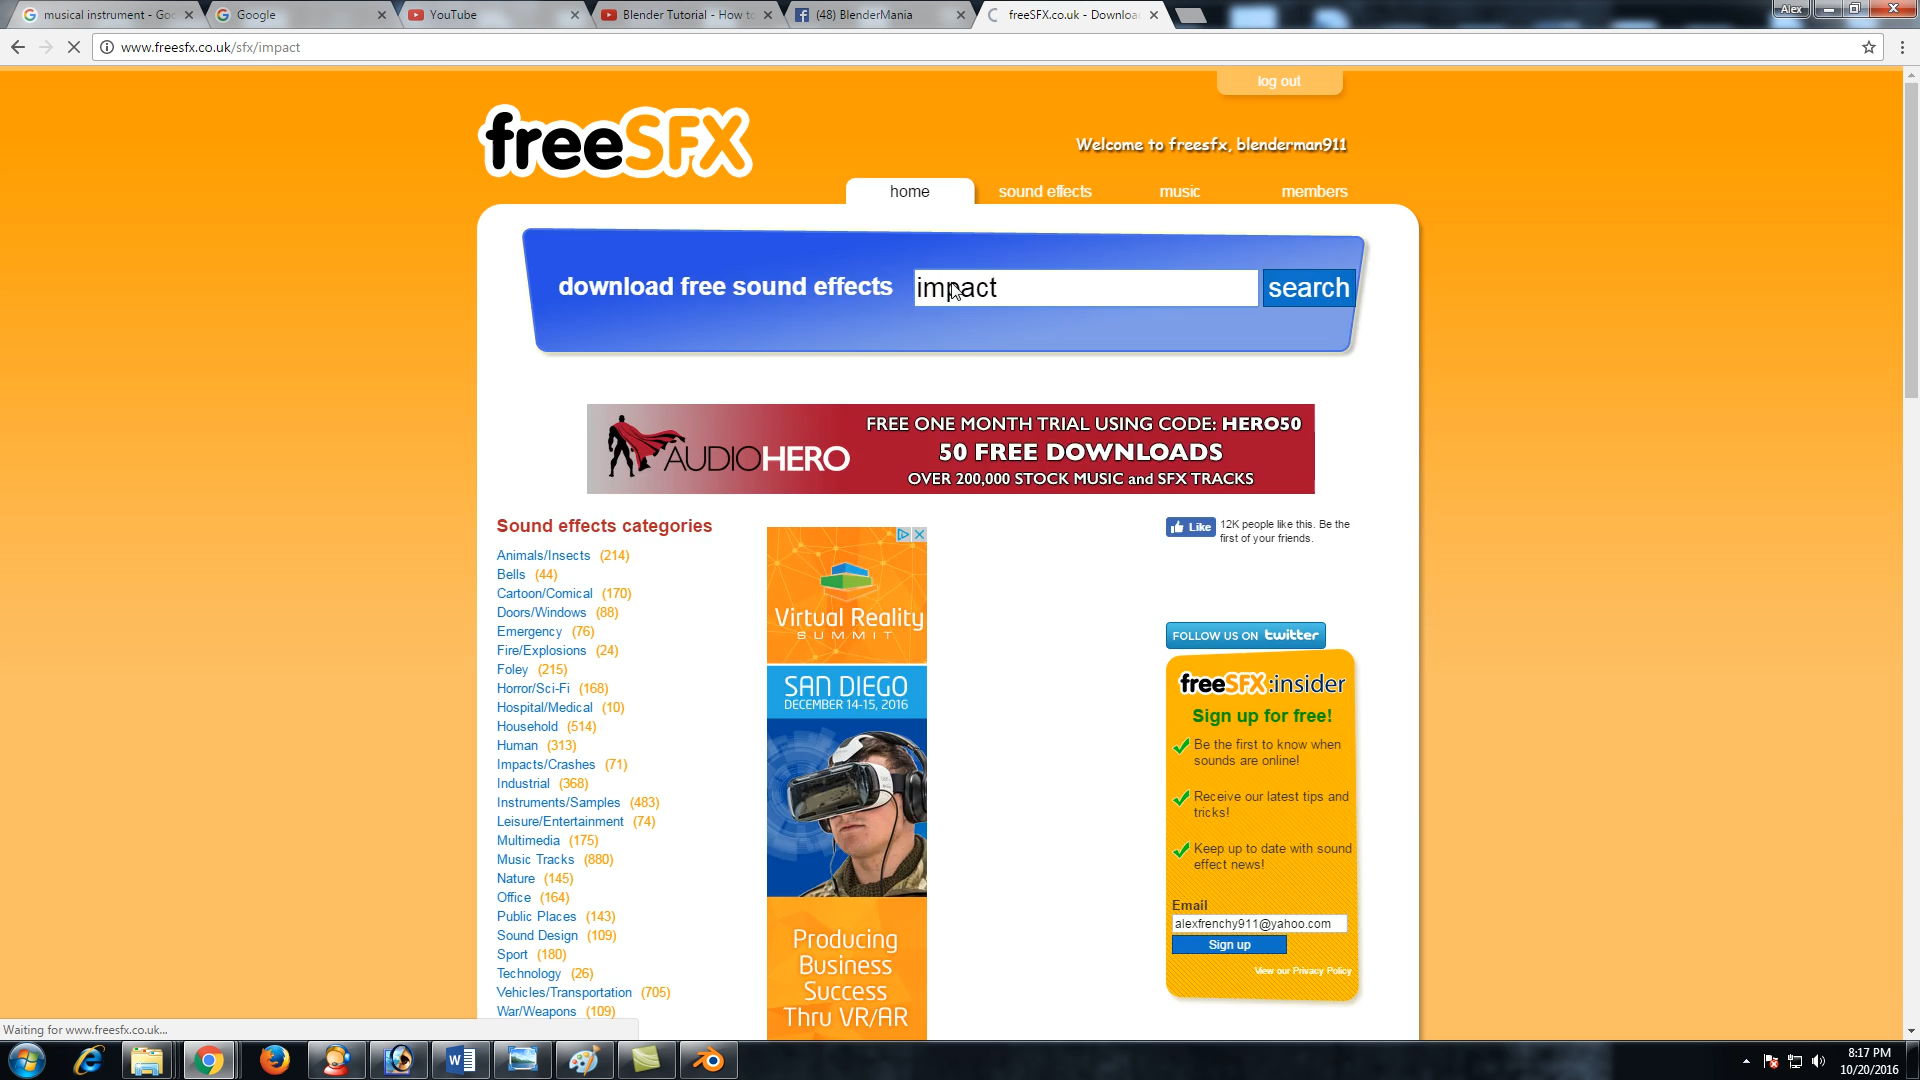 musical instrument - Goo
Google
YouTube
Blender Tutorial - How to
(48) BlenderMania
freeSFX.co.uk - Downloa
Alex
www.freesfx.co.uk/sfx/impact
log out
freeSFX
Welcome to freesfx, blenderman911
home
sound effects
music
members
download free sound effects
impact
search
AUDIOHERO
FREE ONE MONTH TRIAL USING CODE: HERO50
50 FREE DOWNLOADS
OVER 200,000 STOCK MUSIC and SFX TRACKS
Sound effects categories
Animals/Insects (214)
Bells (44)
Cartoon/Comical (170)
Doors/Windows (88)
Emergency (76)
Fire/Explosions (24)
Foley (215)
Horror/Sci-Fi (168)
Hospital/Medical (10)
Household (514)
Human (313)
Impacts/Crashes (71)
Industrial (368)
Instruments/Samples (483)
Leisure/Entertainment (74)
Multimedia (175)
Music Tracks (880)
Nature (145)
Office (164)
Public Places (143)
Sound Design (109)
Sport (180)
Technology (26)
Vehicles/Transportation (705)
War/Weapons (109)
Virtual Reality
SUMMIT
SAN DIEGO
DECEMBER 14-15, 2016
Producing
Business
Success
Thru VR/AR
Like
12K people like this. Be the
first of your friends.
FOLLOW US ON twitter
freeSFX:insider
Sign up for free!
Be the first to know when
sounds are online!
Receive our latest tips and
tricks!
Keep up to date with sound
effect news!
Email
alexfrenchy911@yahoo.com
Sign up
View our Privacy Policy
Waiting for www.freesfx.co.uk...
8:17 PM
10/20/2016